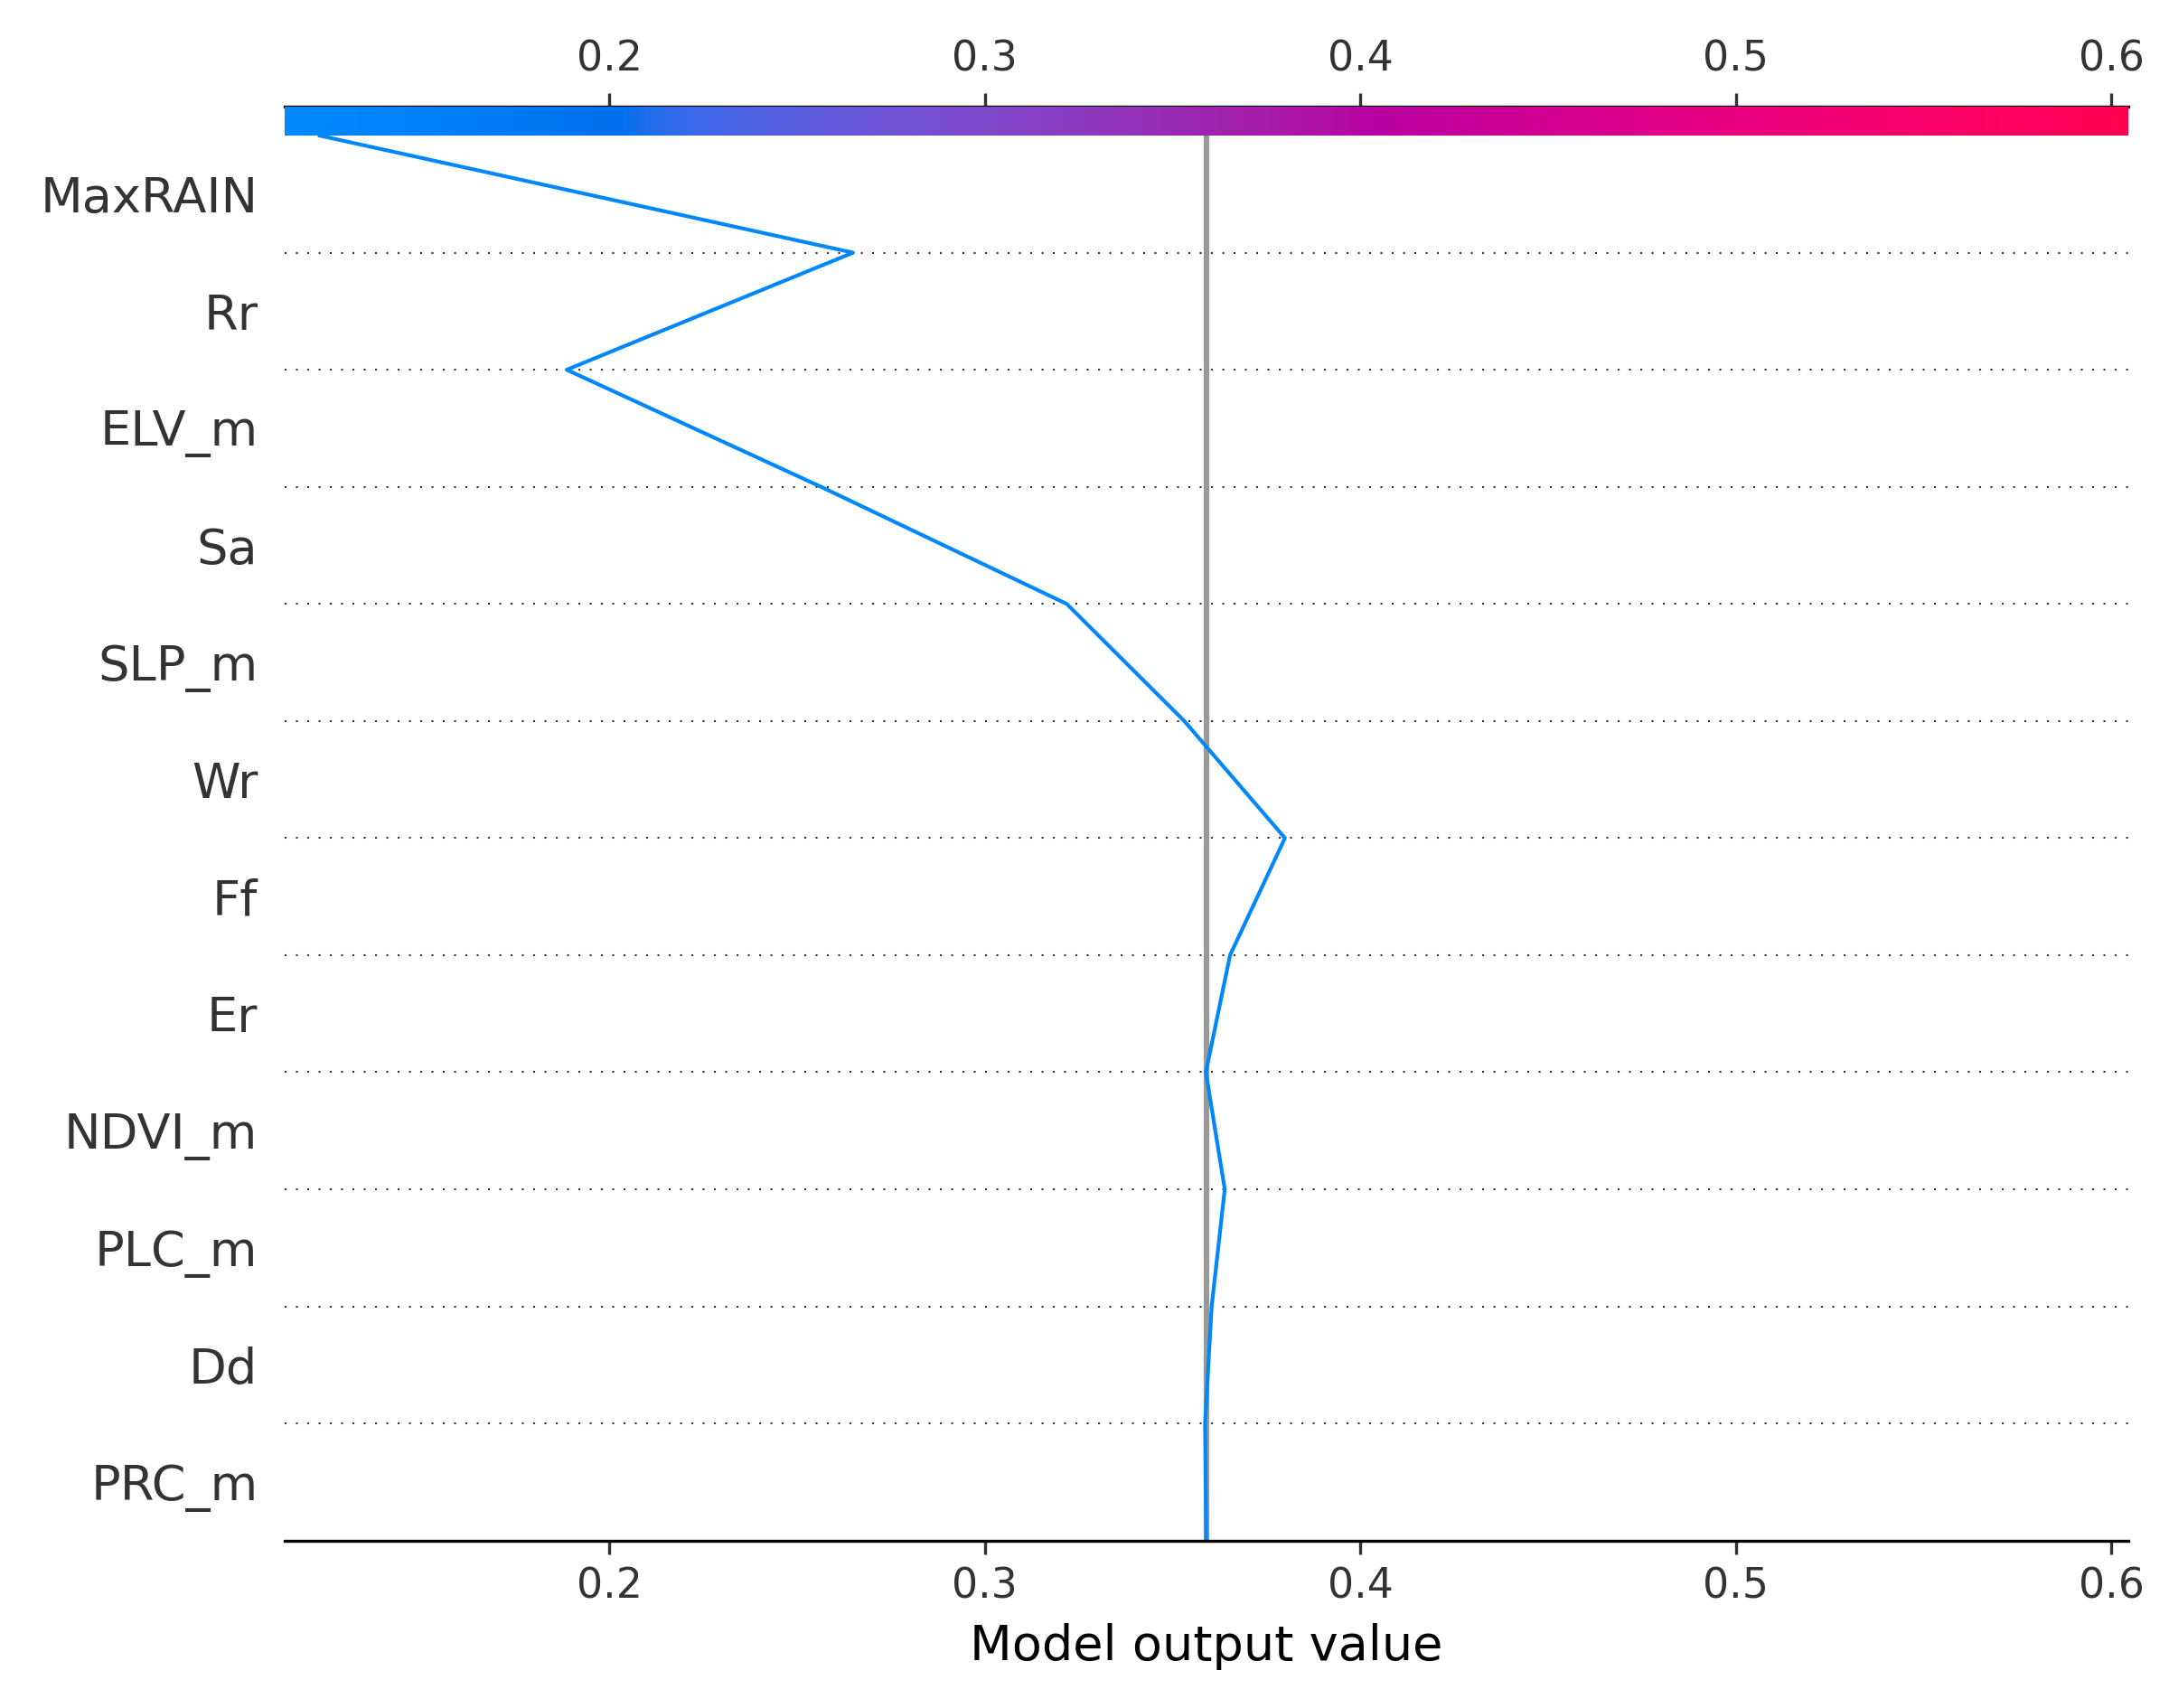 0.2 0.3 0.4 0.5 0.6
MaxRAIN
Rr
ELV_m
Sa
SLP_m
Wr
Ff
Er
NDVI_m
PLC_m
Dd
PRC_m
0.2 0.3 0.4 0.5 0.6
Model output value